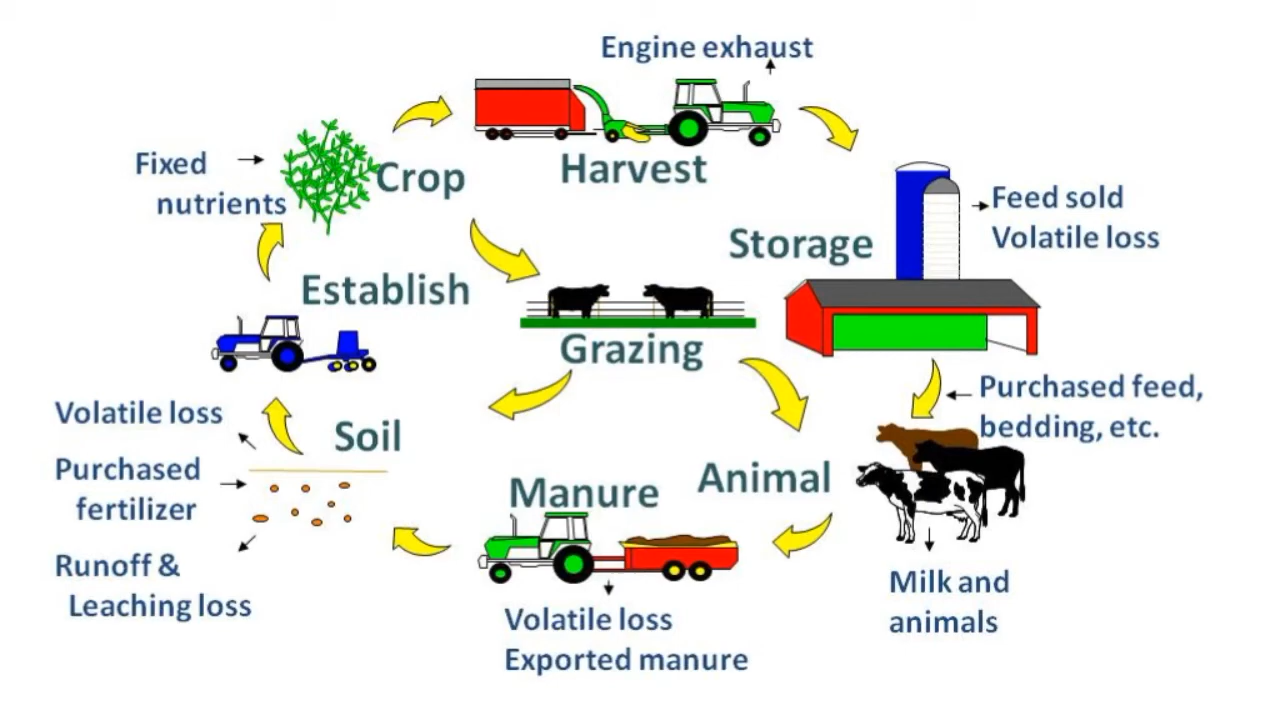 Engine exhaust
Fixed
nutrients
Crop
Harvest
Feed sold
Volatile loss
Storage
Establish
Grazing
Purchased feed,
bedding, etc.
Volatile loss
Soil
Purchased
fertilizer
Manure
Animal
Runoff &
Leaching loss
Milk and
animals
Volatile loss
Exported manure